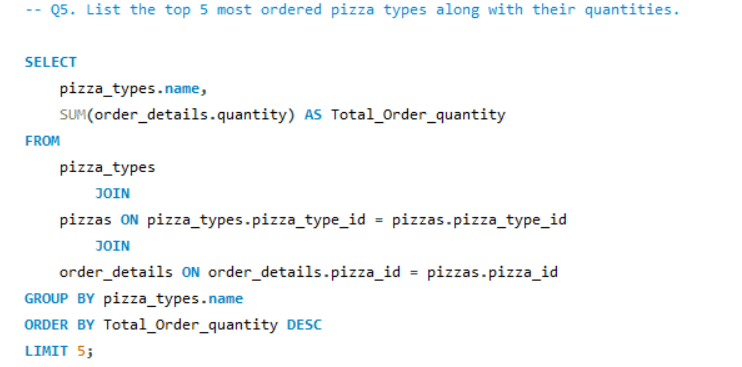 -- Q5. List the top 5 most ordered pizza types along with their quantities.
SELECT
pizza_types.name,
SUM(order_details.quantity) AS Total_Order_quantity
FROM
pizza_types
JOIN
pizzas ON pizza_types.pizza_type_id = pizzas.pizza_type_id
JOIN
order_details ON order_details.pizza_id = pizzas.pizza_id
GROUP BY pizza_types.name
ORDER BY Total_Order_quantity DESC
LIMIT 5;